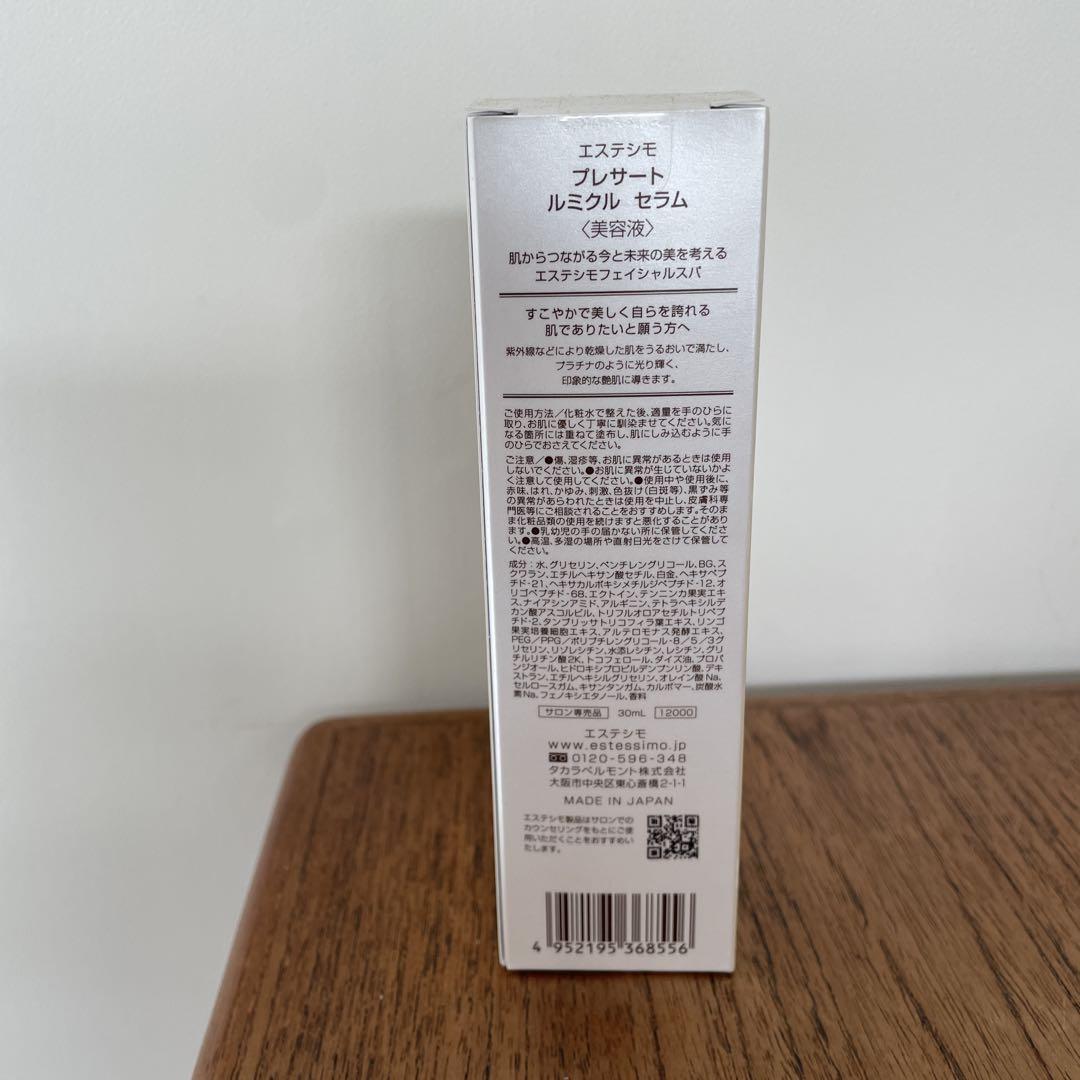 エステシモ
プレサート
ルミクル セラム
〈美容液〉
肌からつながる今と未来の美を考える
エステシモフェイシャルスパ
すこやかで美しく自らを誇れる
肌でありたいと願う方へ
紫外線などにより乾燥した肌をうるおいで満たし、
プラチナのように光り輝く、
印象的な艶肌に導きます。
ご使用方法／化粧水で整えた後、適量を手のひらに
取り、お肌に優しく丁寧に馴染ませてください。気に
なる箇所には重ねて塗布し、肌にしみ込むように手
のひらでおさえてください。
ご注意／●傷、湿疹等、お肌に異常があるときは使用
しないでください。●お肌に異常が生じていないかよ
く注意して使用してください。●使用中や使用後に、
赤味、はれ、かゆみ、刺激、色抜け(白斑等)、黒ずみ等
の異常があらわれたときは使用を中止し、皮膚科専
門医等にご相談されることをおすすめします。そのま
ま化粧品類の使用を続けますと悪化することがあり
ます。●乳幼児の手の届かない所に保管してくださ
い。●高温、多湿の場所や直射日光をさけて保管して
ください。
成分：水、グリセリン、ペンチレングリコール、BG、ス
クワラン、エチルヘキサン酸セチル、白金、ヘキサペプ
チド-21、ヘキサカルボキシメチルジペプチド-12、オ
リゴペプチド-68、エクトイン、テンニンカ果実エキ
ス、ナイアシンアミド、アルギニン、テトラヘキシルデ
カン酸アスコルビル、トリフルオロアセチルトリペプ
チド-2、タンブリッサトリコフィラ葉エキス、リンゴ
果実培養細胞エキス、アルテロモナス発酵エキス、
PEG／PPG／ポリブチレングリコール-8／5／3グ
リセリン、リゾレシチン、水添レシチン、レシチン、グリ
チルリチン酸2K、トコフェロール、ダイズ油、プロパ
ンジオール、ヒドロキシプロピルデンプンリン酸、デキ
ストラン、エチルヘキシルグリセリン、オレイン酸Na、
セルロースガム、キサンタンガム、カルボマー、炭酸水
素Na、フェノキシエタノール、香料
サロン専売品 30mL 12000
エステシモ
www.estessimo.jp
0120-596-348
タカラベルモント株式会社
大阪市中央区東心斎橋2-1-1
MADE IN JAPAN
エステシモ製品はサロンでの
カウンセリングをもとにご使
用いただくことをおすすめい
たします。
4 952195 368556